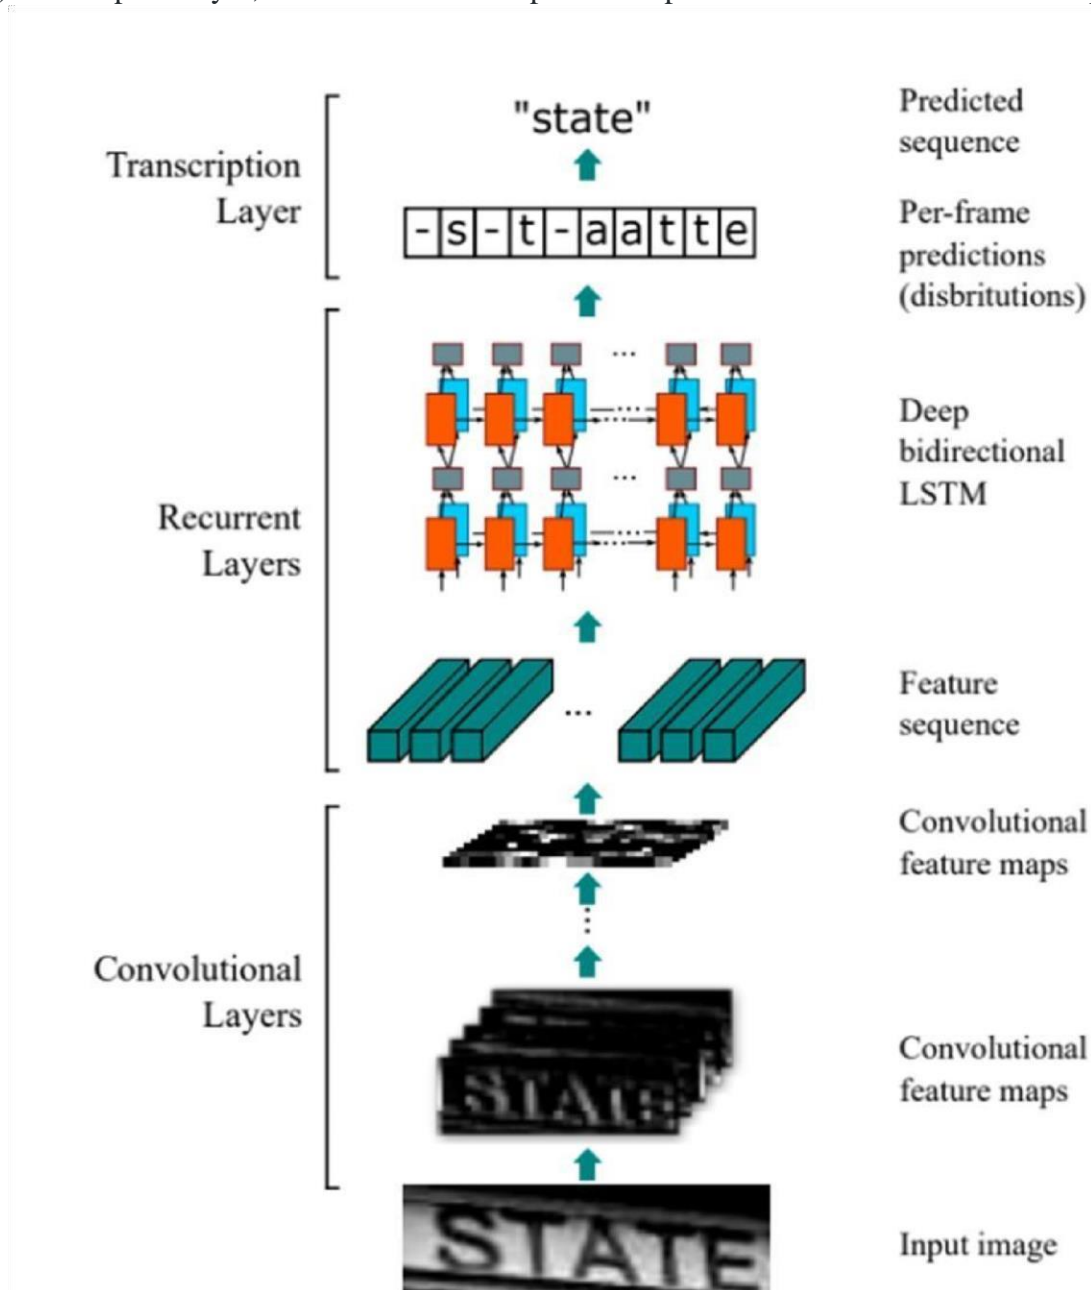 "state"
Predicted
sequence
Transcription
Layer
-s-t-aatte
Per-frame
predictions
(disbritutions)
...
Deep
bidirectional
LSTM
...
Recurrent
Layers
...
Feature
sequence
Convolutional
feature maps
Convolutional
Layers
STATE
Convolutional
feature maps
STATE
Input image